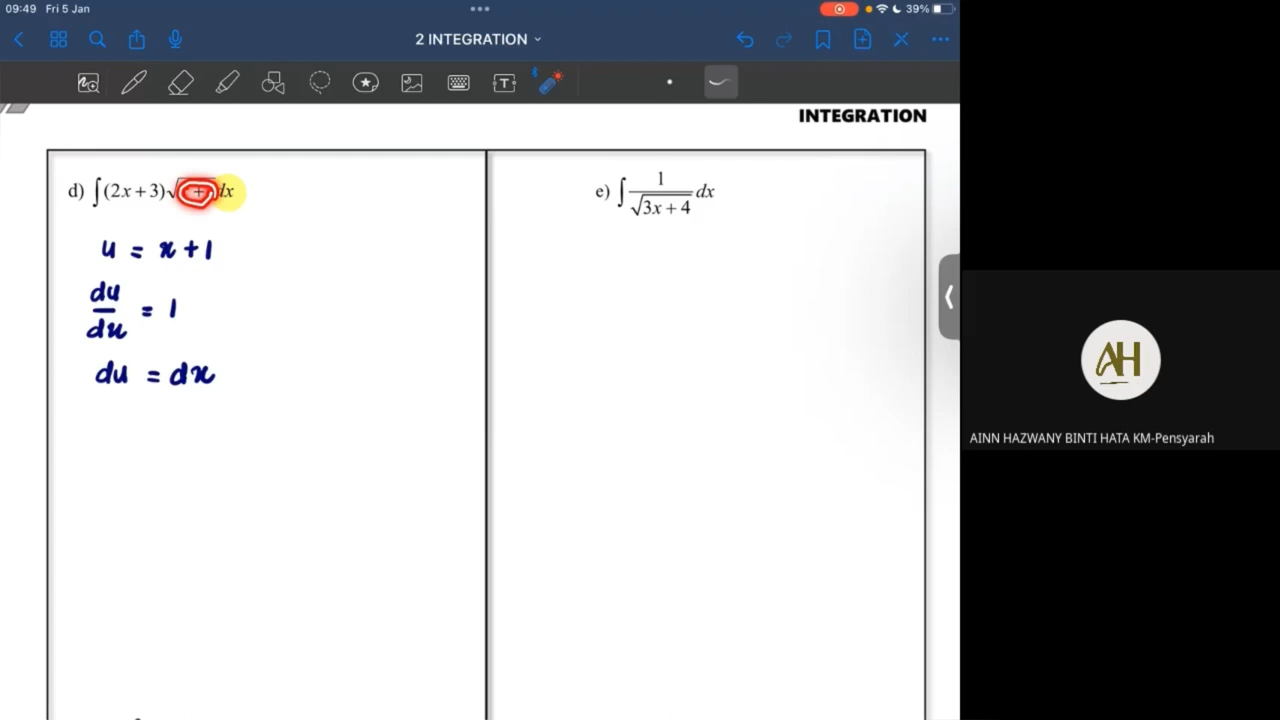 09:49 Fri 5 Jan
39%
2 INTEGRATION
INTEGRATION
d) ∫(2x+3)√ + dx
u = x + 1
du/dx = 1
du = dx
e) ∫ 1/√(3x + 4) dx
AH
AINN HAZWANY BINTI HATA KM-Pensyarah